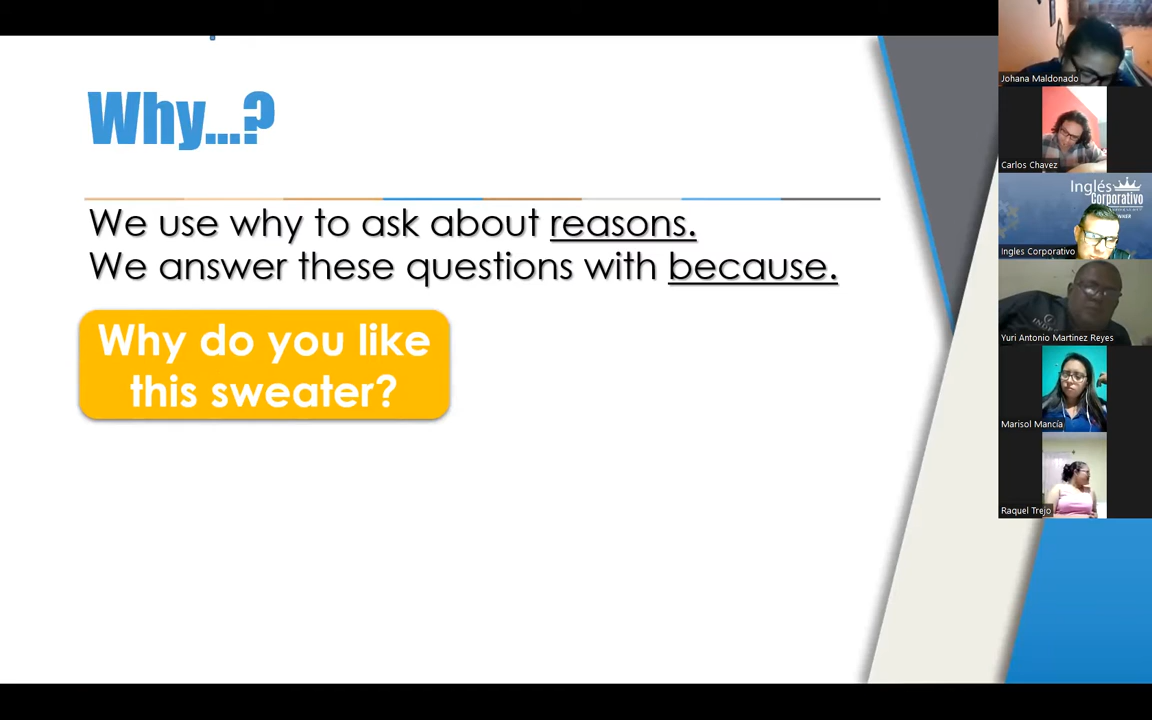 Why...?
We use why to ask about reasons.
We answer these questions with because.
Why do you like
this sweater?
Johana Maldonado
Carlos Chavez
Inglés
Corporativo
Ingles Corporativo
Yuri Antonio Martinez Reyes
Marisol Mancía
Raquel Trejo